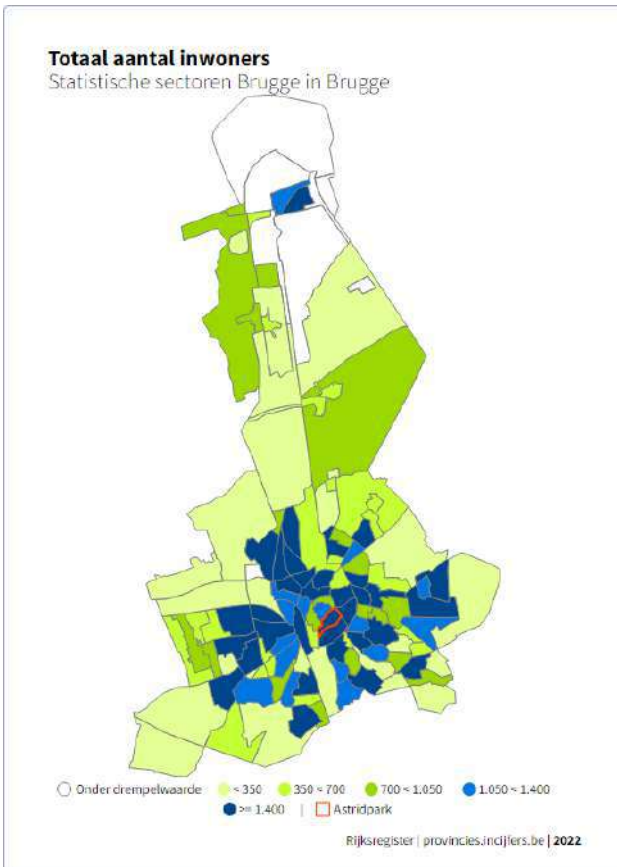 Totaal aantal inwoners
Statistische sectoren Brugge in Brugge
Onder drempelwaarde < 350 350 < 700 700 < 1.050 1.050 < 1.400
>= 1.400 | Astridpark
Rijksregister | provincies.incijfers.be | 2022